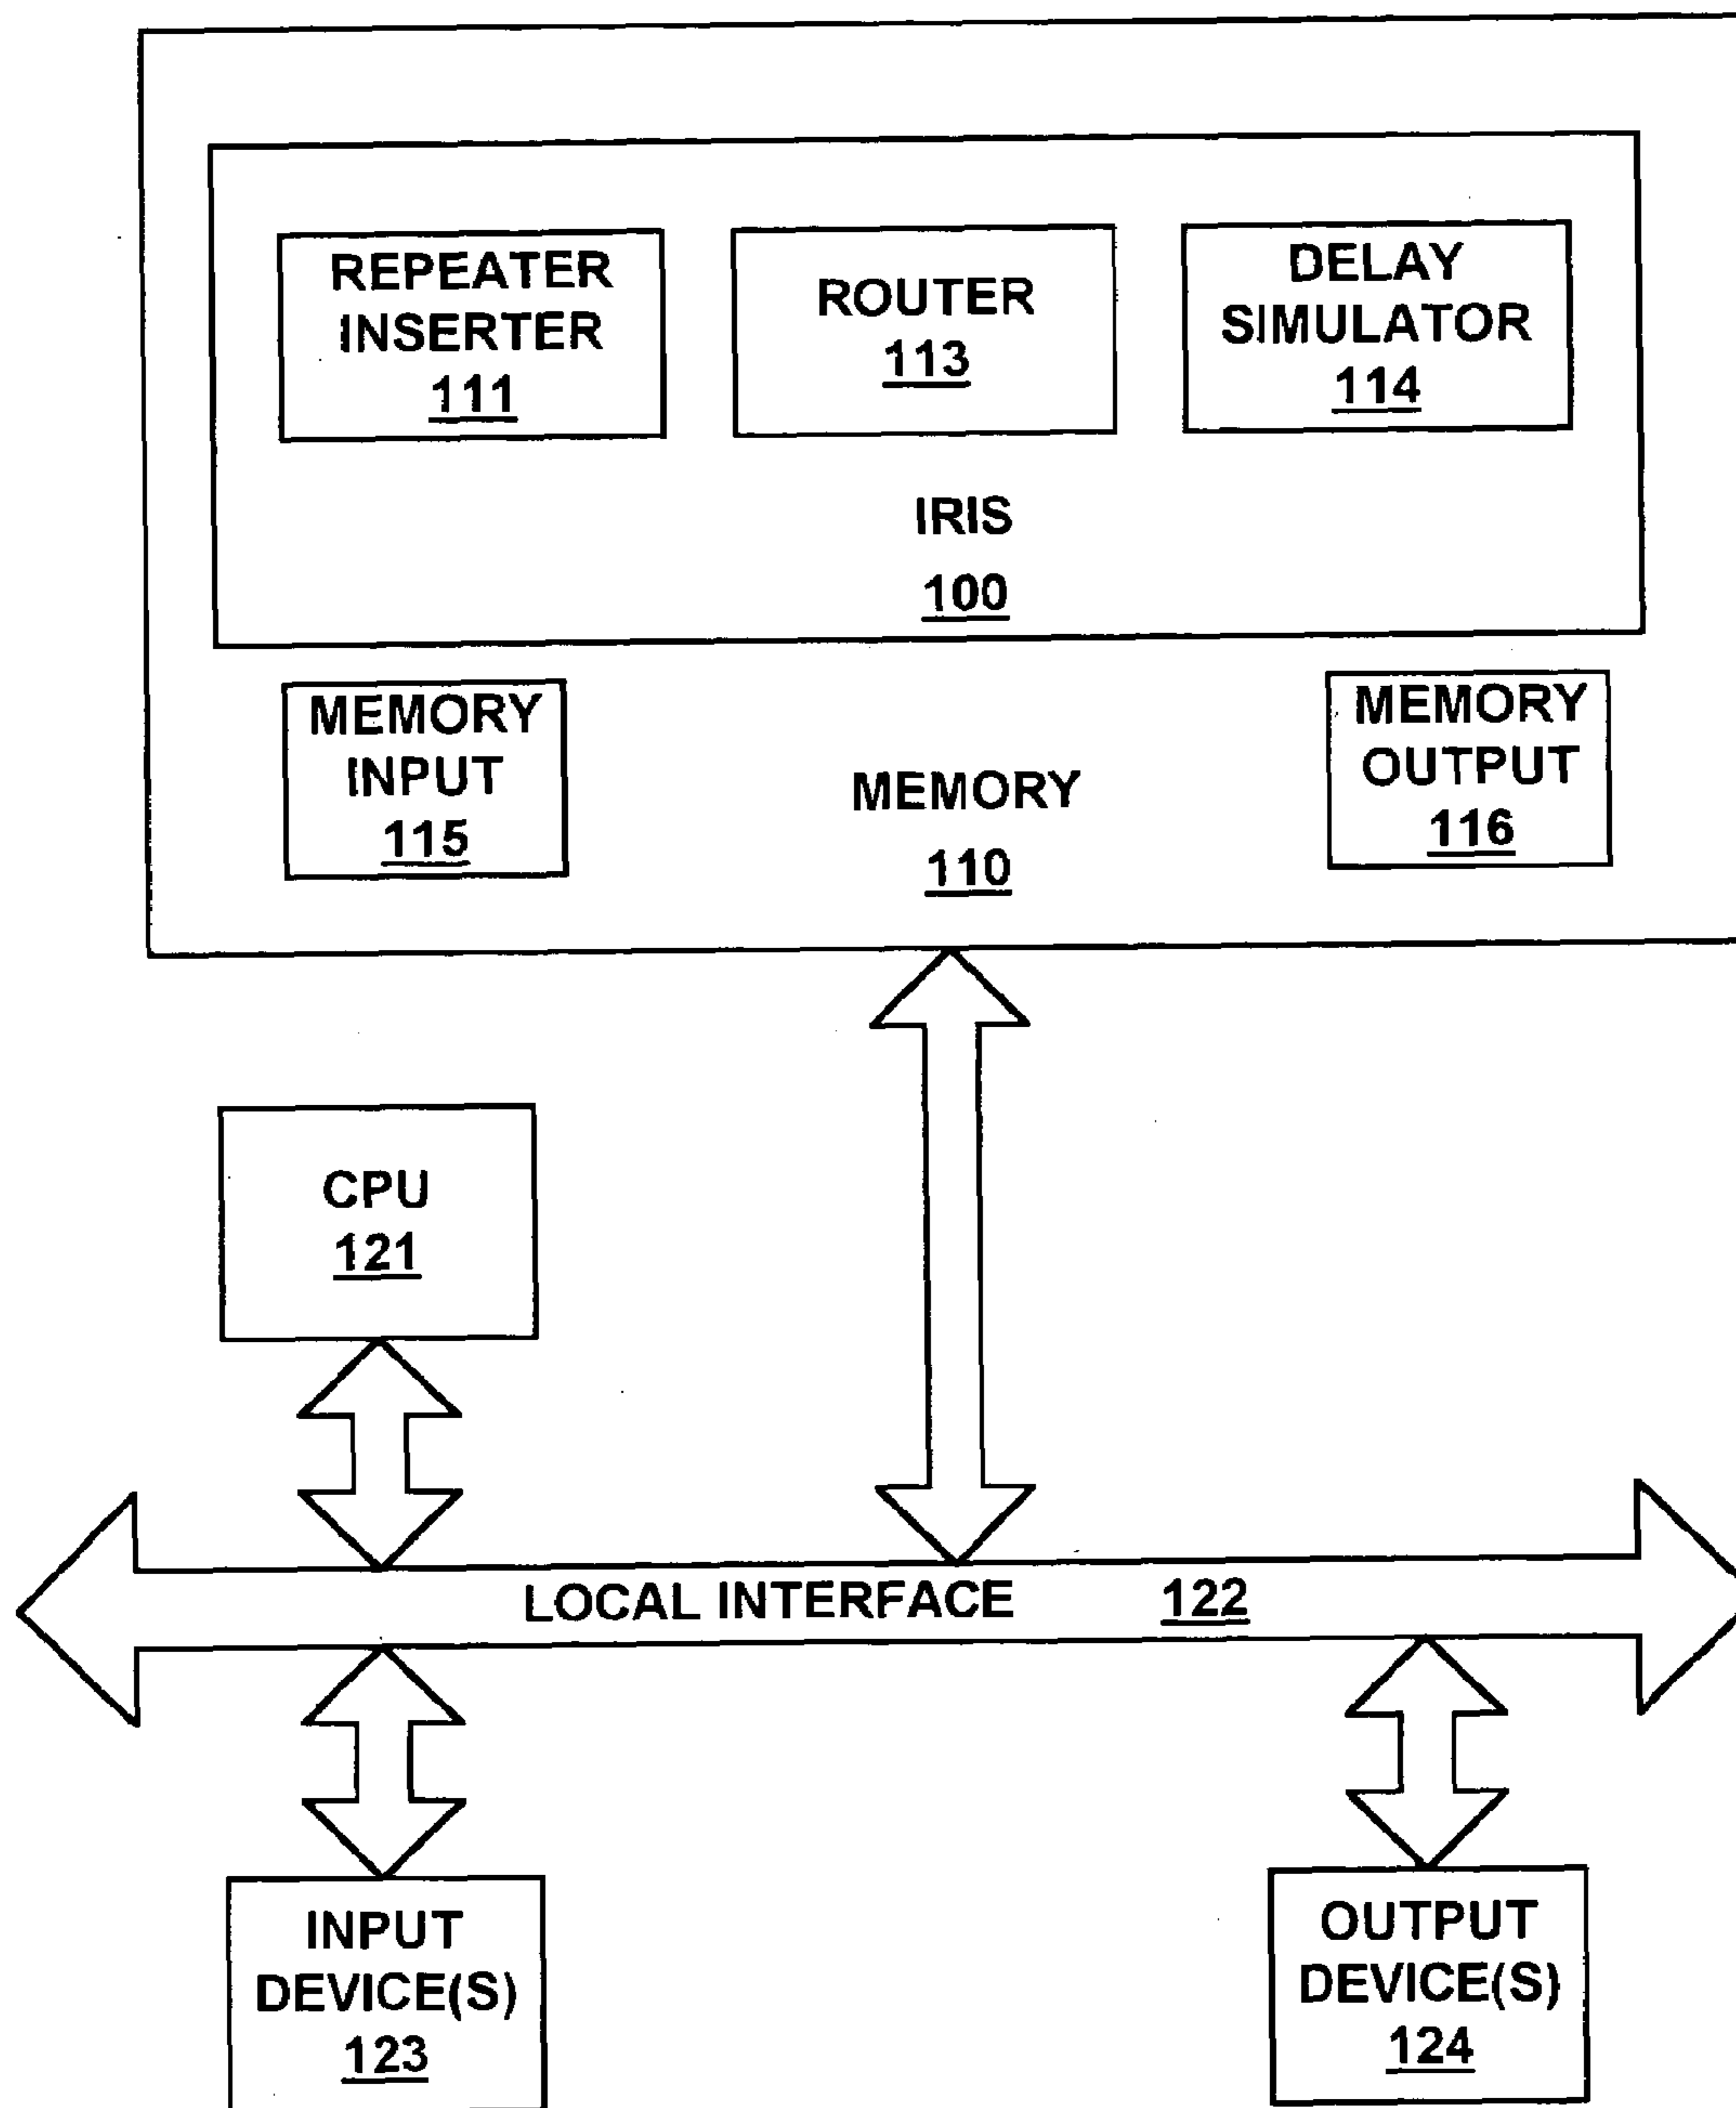 REPEATER
INSERTER
111
ROUTER
113
DELAY
SIMULATOR
114
IRIS
100
MEMORY
INPUT
115
MEMORY
110
MEMORY
OUTPUT
116
CPU
121
LOCAL INTERFACE 122
INPUT
DEVICE(S)
123
OUTPUT
DEVICE(S)
124